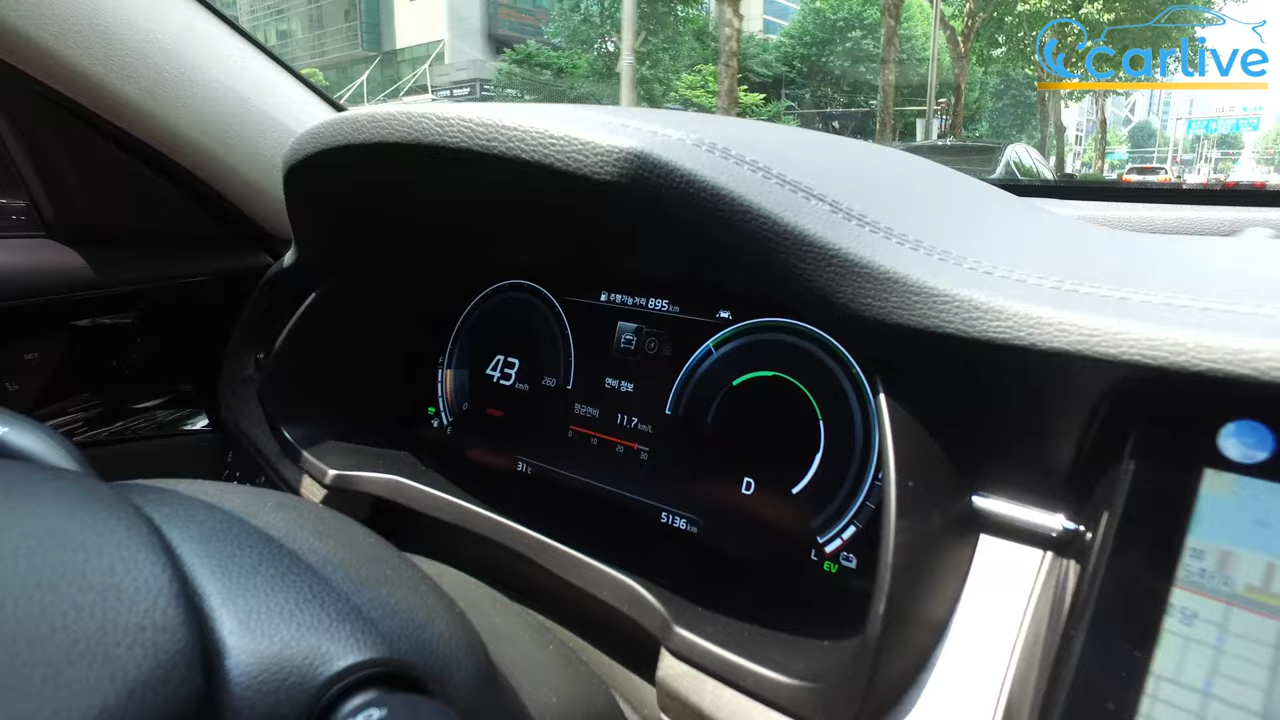 carlive
주행가능거리 895 km
43 km/h
260
0
F
E
연비 정보
평균연비 11.7 km/L
0 10 20 30
31℃
5136 km
D
L
EV
SET